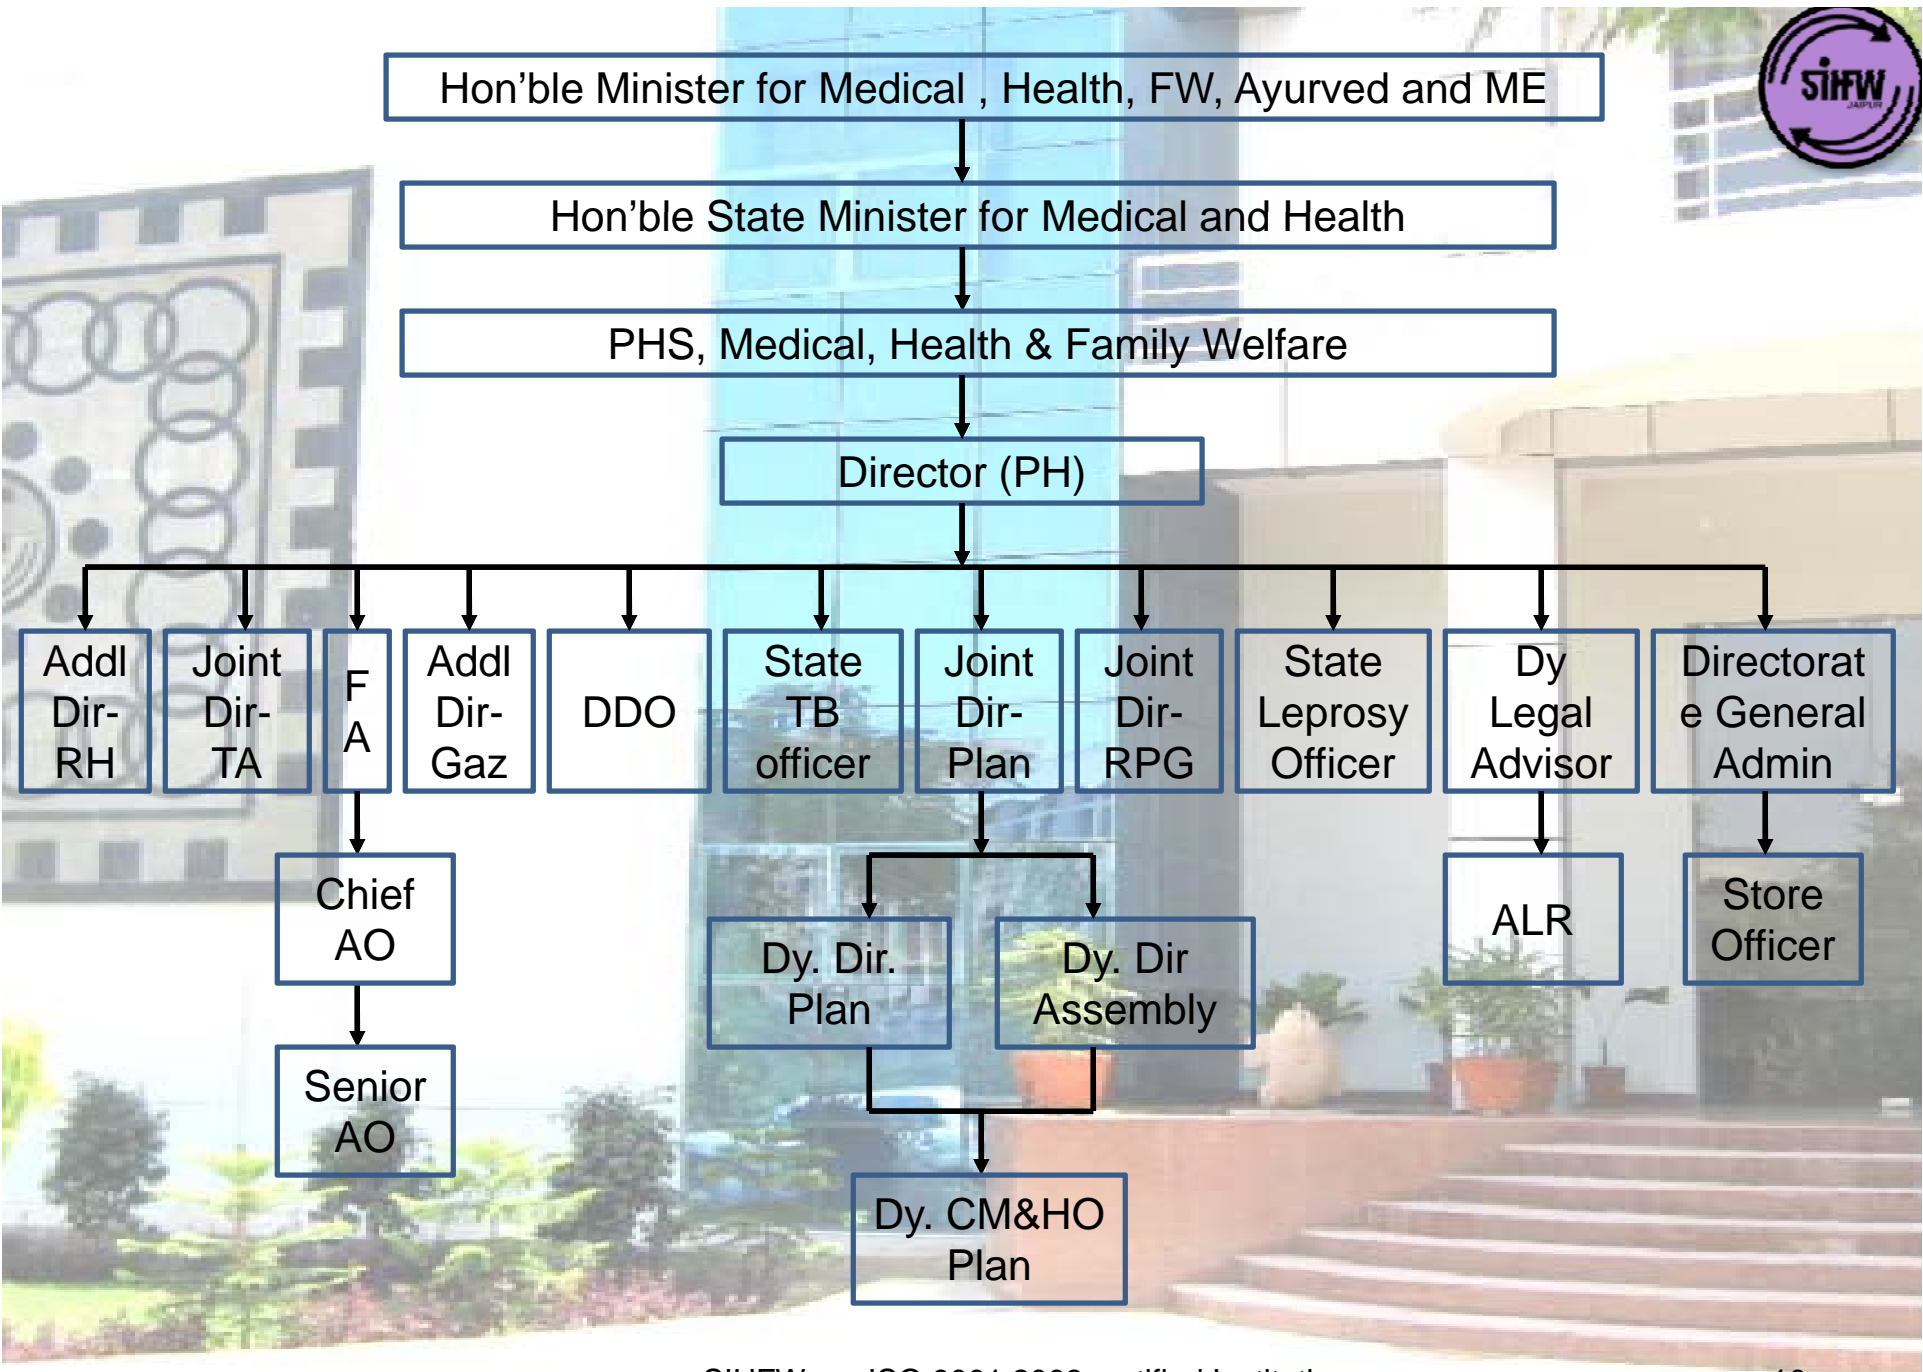 Hon'ble Minister for Medical , Health, FW, Ayurved and ME
SIHFW
JAIPUR
Hon'ble State Minister for Medical and Health
PHS, Medical, Health & Family Welfare
Director (PH)
Addl
Dir-
RH
Joint
Dir-
TA
F
A
Addl
Dir-
Gaz
DDO
State
TB
officer
Joint
Dir-
Plan
Joint
Dir-
RPG
State
Leprosy
Officer
Dy
Legal
Advisor
Directorat
e General
Admin
Chief
AO
Dy. Dir.
Plan
Dy. Dir
Assembly
ALR
Store
Officer
Senior
AO
Dy. CM&HO
Plan